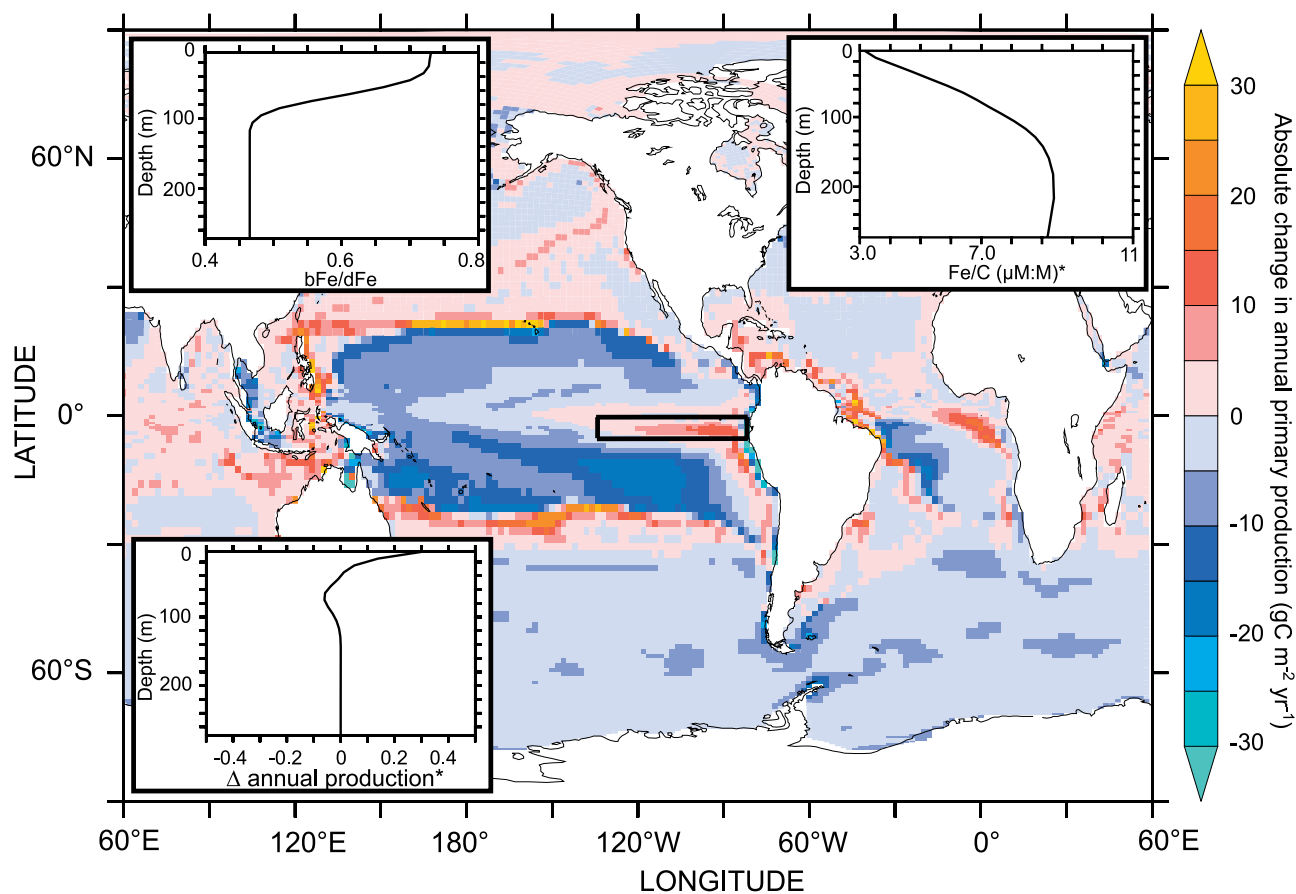 0
100
200
Depth (m)
0.4
0.6
0.8
bFe/dFe
0
100
200
Depth (m)
3.0
7.0
11
Fe/C (µM:M)*
0
100
200
Depth (m)
-0.4
-0.2
0
0.2
0.4
Δ annual production*
60°N
0°
60°S
LATITUDE
60°E
120°E
180°
120°W
60°W
0°
60°E
LONGITUDE
30
20
10
0
-10
-20
-30
Absolute change in annual primary production (gC m⁻² yr⁻¹)